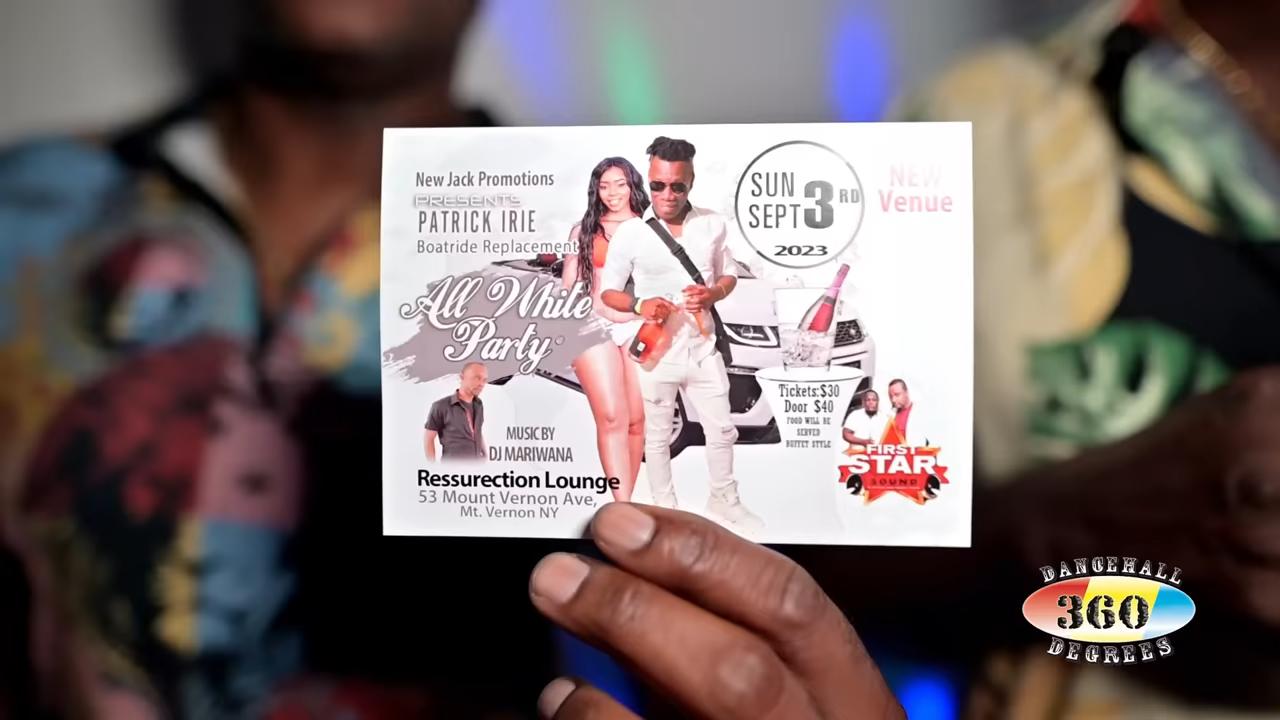 New Jack Promotions
PRESENTS
PATRICK IRIE
Boatride Replacement
All White
Party
MUSIC BY
DJ MARIWANA
Ressurection Lounge
53 Mount Vernon Ave,
Mt. Vernon NY
SUN
SEPT 3RD
2023
NEW
Venue
Tickets:$30
Door $40
FOOD WILL BE
SERVED
BUFFET STYLE
FIRST
STAR
SOUND
DANCEHALL
360
DEGREES